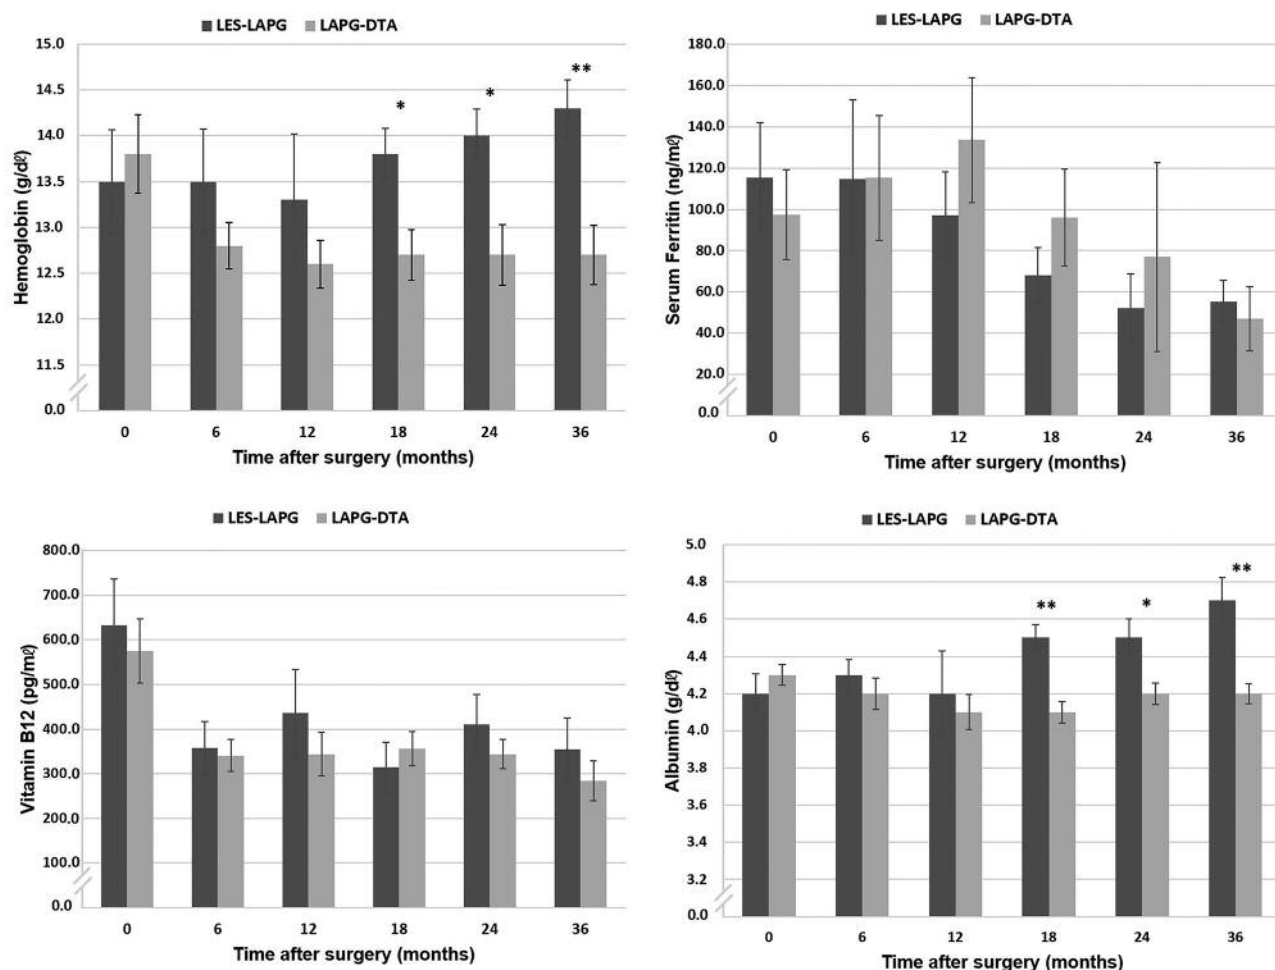 LES-LAPG LAPG-DTA
15.0
**
14.5
*
*
14.0
13.5
13.0
12.5
12.0
11.5
0.0
Hemoglobin (g/dℓ)
0 6 12 18 24 36
Time after surgery (months)
LES-LAPG LAPG-DTA
180.0
160.0
140.0
120.0
100.0
80.0
60.0
40.0
20.0
0.0
Serum Ferritin (ng/mℓ)
0 6 12 18 24 36
Time after surgery (months)
LES-LAPG LAPG-DTA
800.0
700.0
600.0
500.0
400.0
300.0
200.0
100.0
0.0
Vitamin B12 (pg/mℓ)
0 6 12 18 24 36
Time after surgery (months)
LES-LAPG LAPG-DTA
5.0
**
4.8
**
*
4.6
4.4
4.2
4.0
3.8
3.6
3.4
3.2
0.0
Albumin (g/dℓ)
0 6 12 18 24 36
Time after surgery (months)